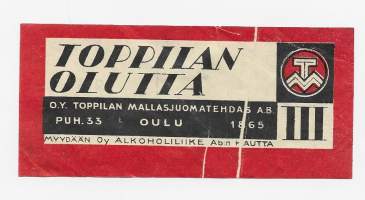 TOPPILAN
OLUTTA
III
O.Y. TOPPILAN MALLASJUOMATEHDAS A.B.
PUH. 33 OULU 1865
MYYDÄÄN OY ALKOHOLILIIKE AB:N KAUTTA